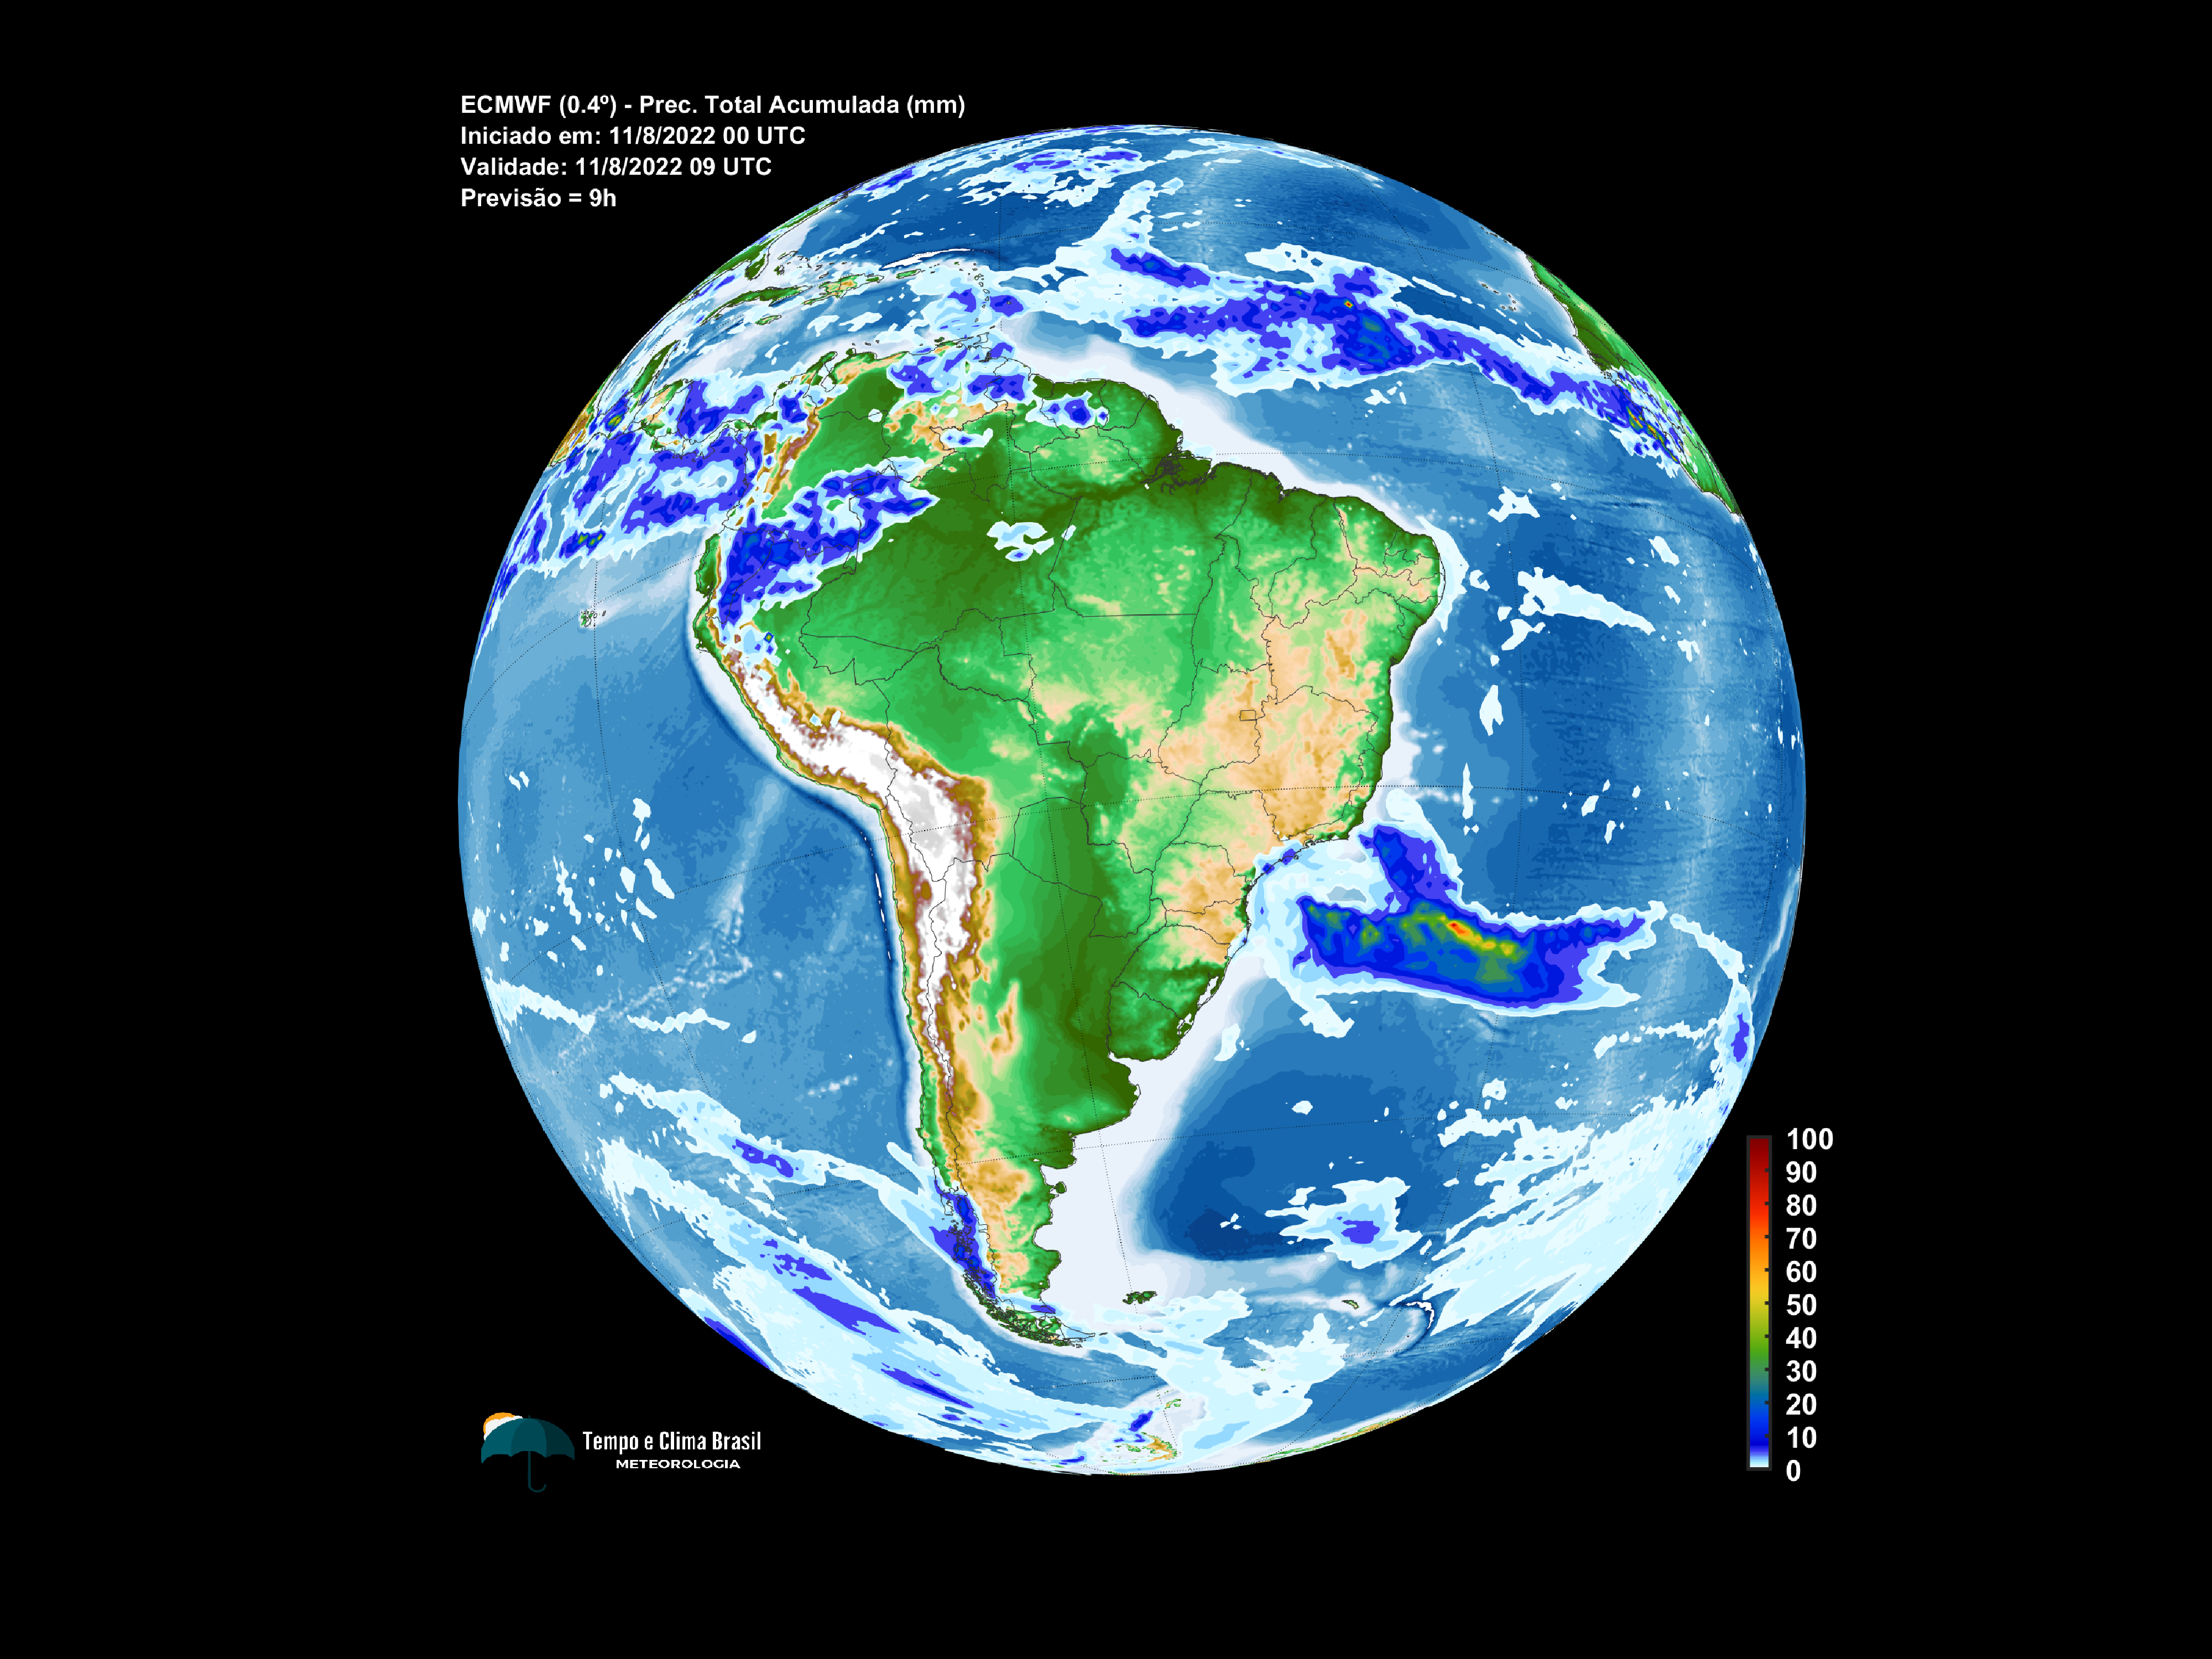 ECMWF (0.4º) - Prec. Total Acumulada (mm)
Iniciado em: 11/8/2022 00 UTC
Validade: 11/8/2022 09 UTC
Previsão = 9h
100
90
80
70
60
50
40
30
20
10
0
Tempo e Clima Brasil
METEOROLOGIA